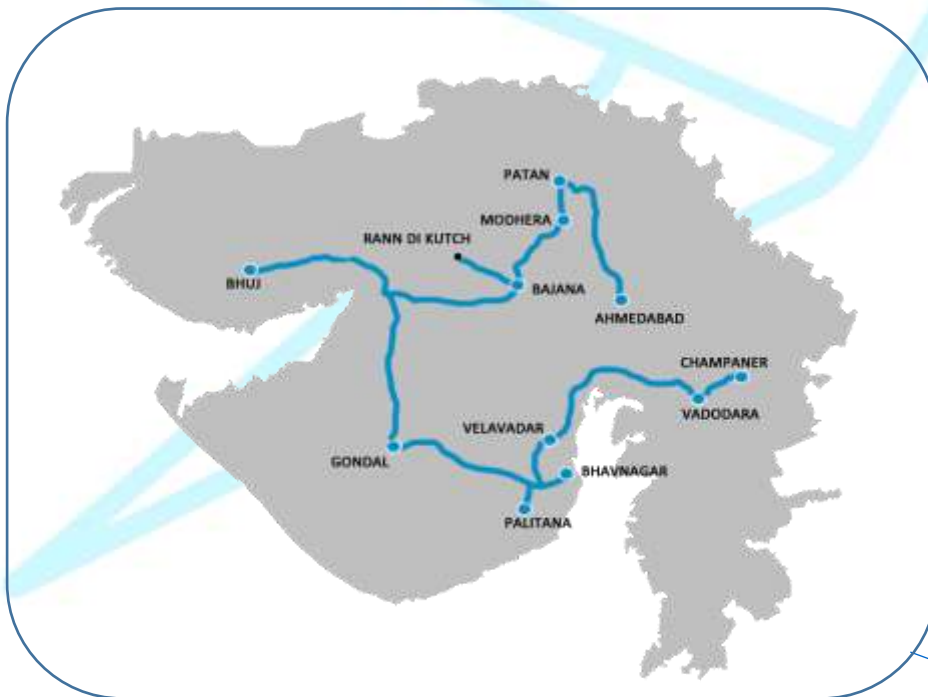 PATAN
MODHERA
RANN DI KUTCH
BHUJ
BAJANA
AHMEDABAD
CHAMPANER
VADODARA
VELAVADAR
GONDAL
BHAVNAGAR
PALITANA